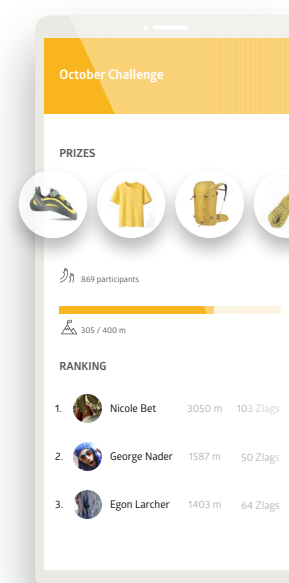 October Challenge
PRIZES
869 participants
305 / 400 m
RANKING
1. Nicole Bet 3050 m 103 Zlags
2. George Nader 1587 m 50 Zlags
3. Egon Larcher 1403 m 64 Zlags